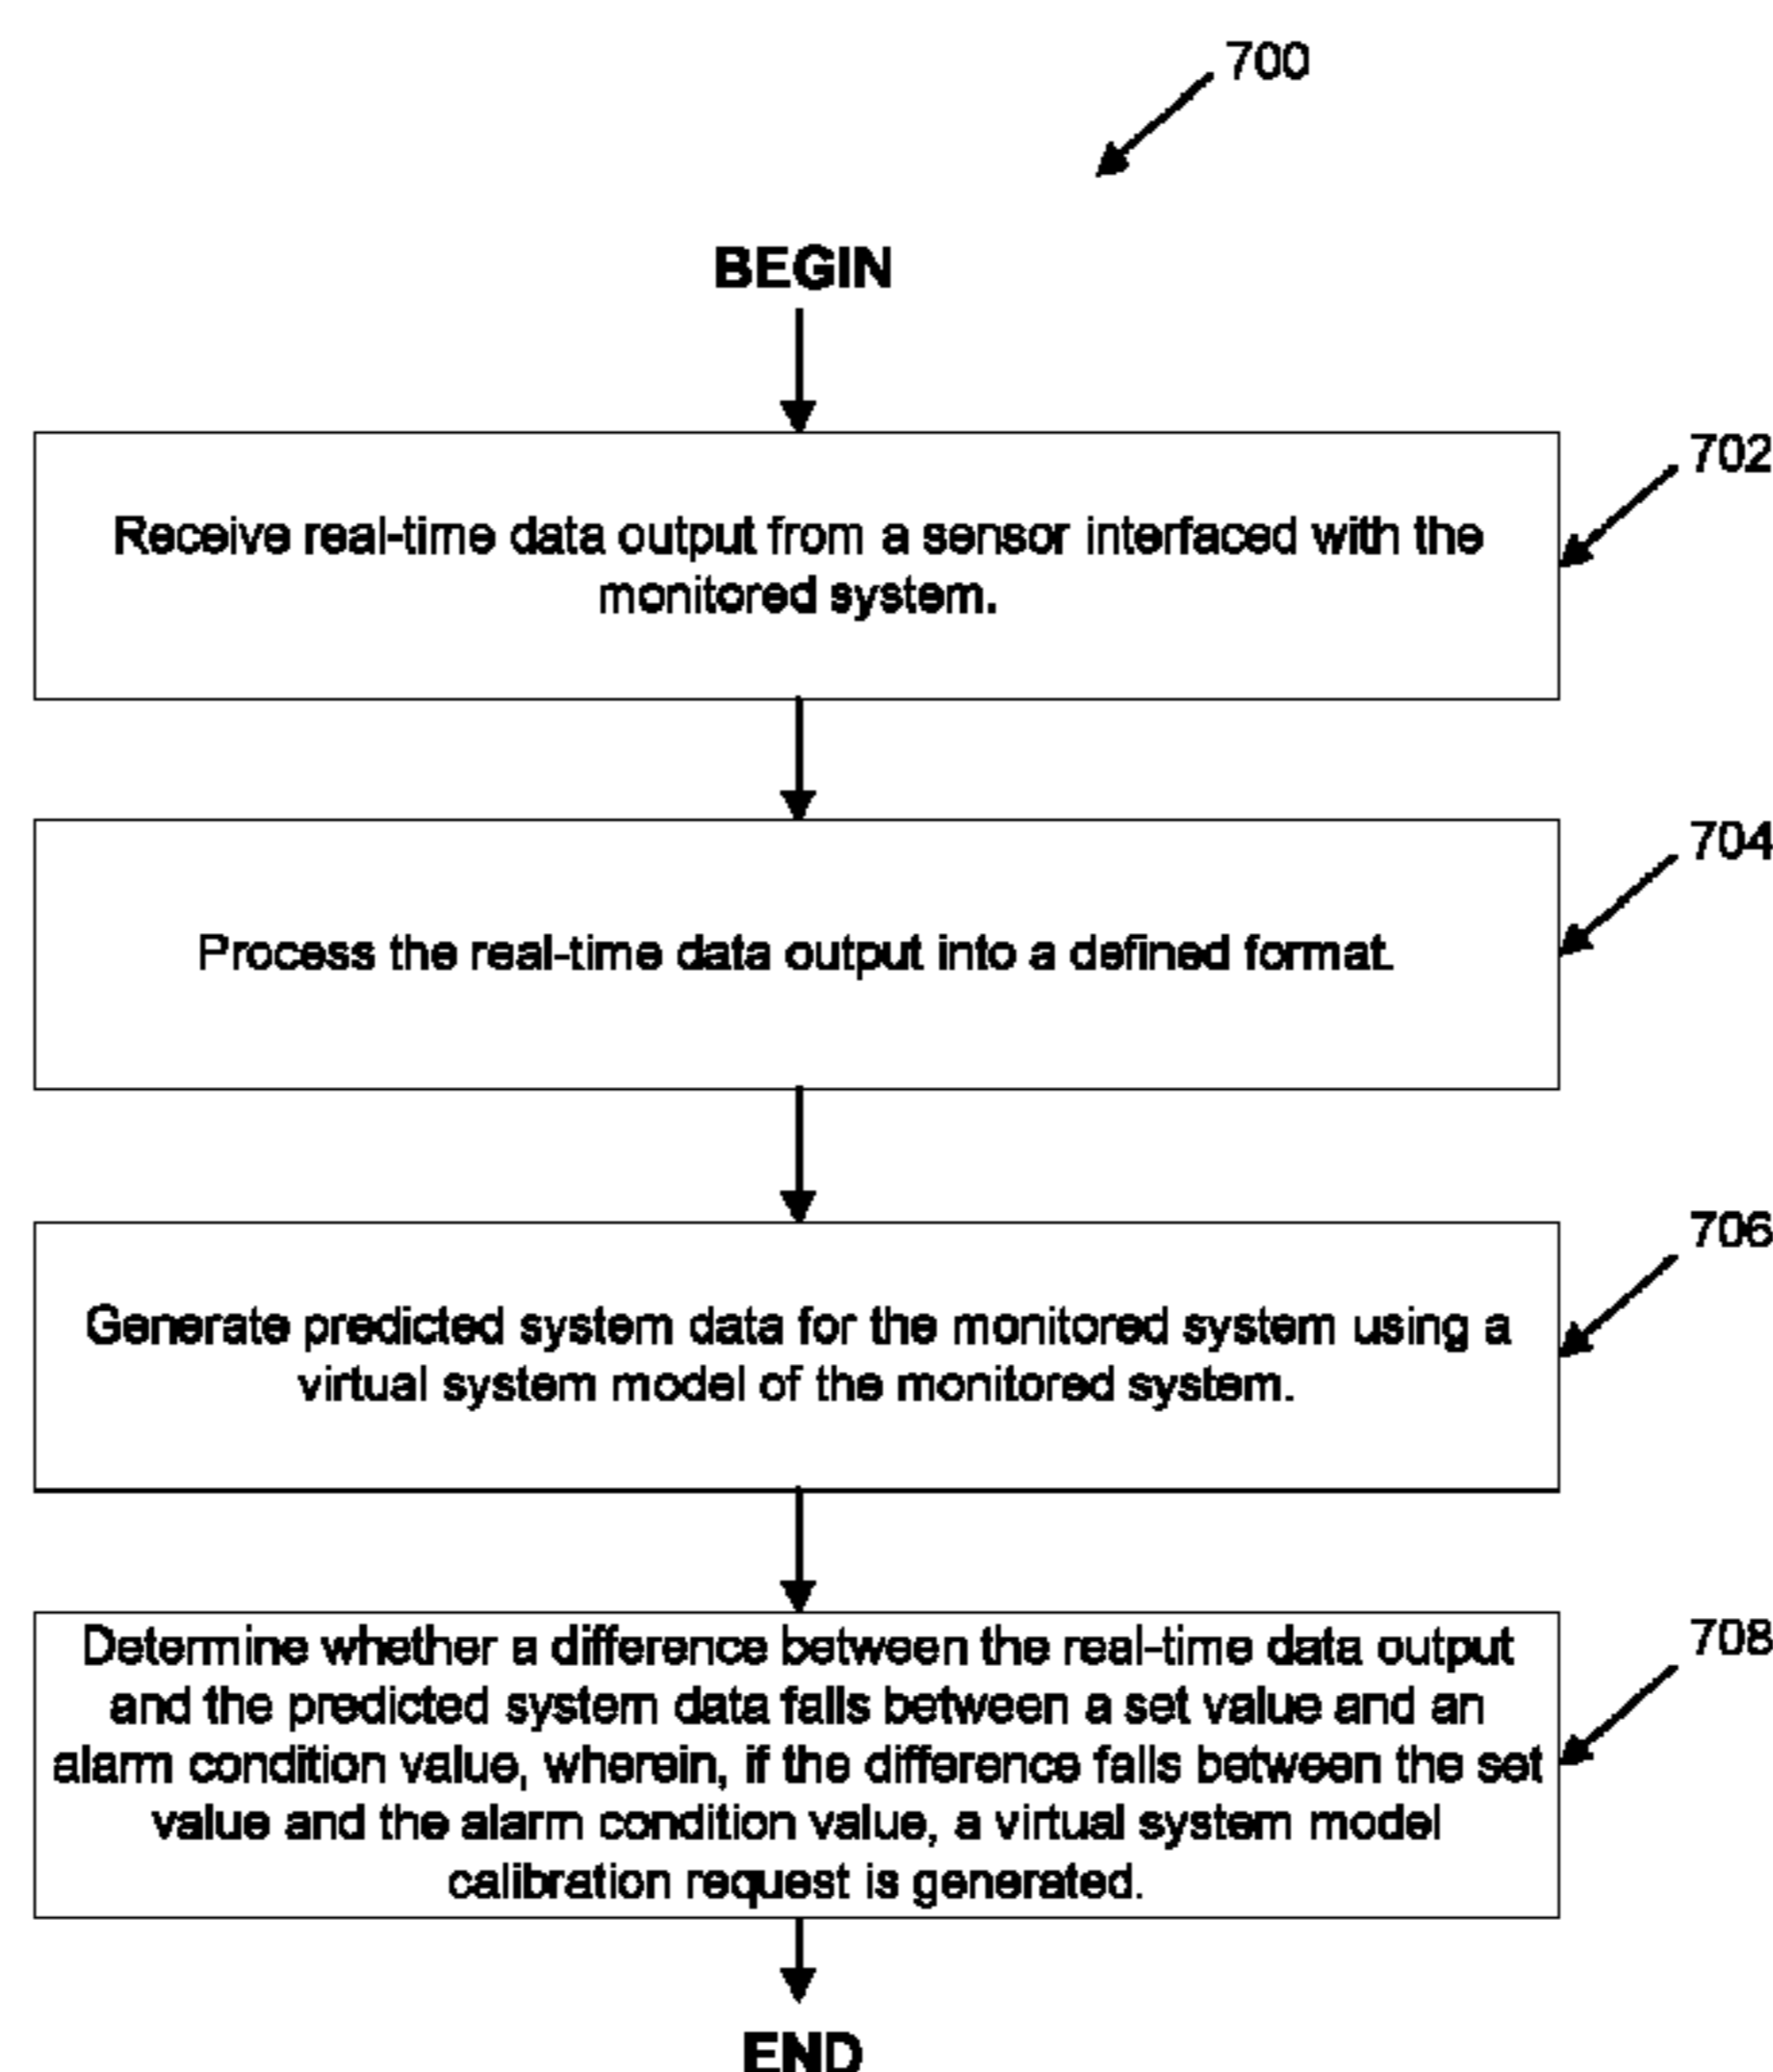 700
BEGIN
702
Receive real-time data output from a sensor interfaced with the
monitored system.
704
Process the real-time data output into a defined format.
706
Generate predicted system data for the monitored system using a
virtual system model of the monitored system.
708
Determine whether a difference between the real-time data output
and the predicted system data falls between a set value and an
alarm condition value, wherein, if the difference falls between the set
value and the alarm condition value, a virtual system model
calibration request is generated.
END